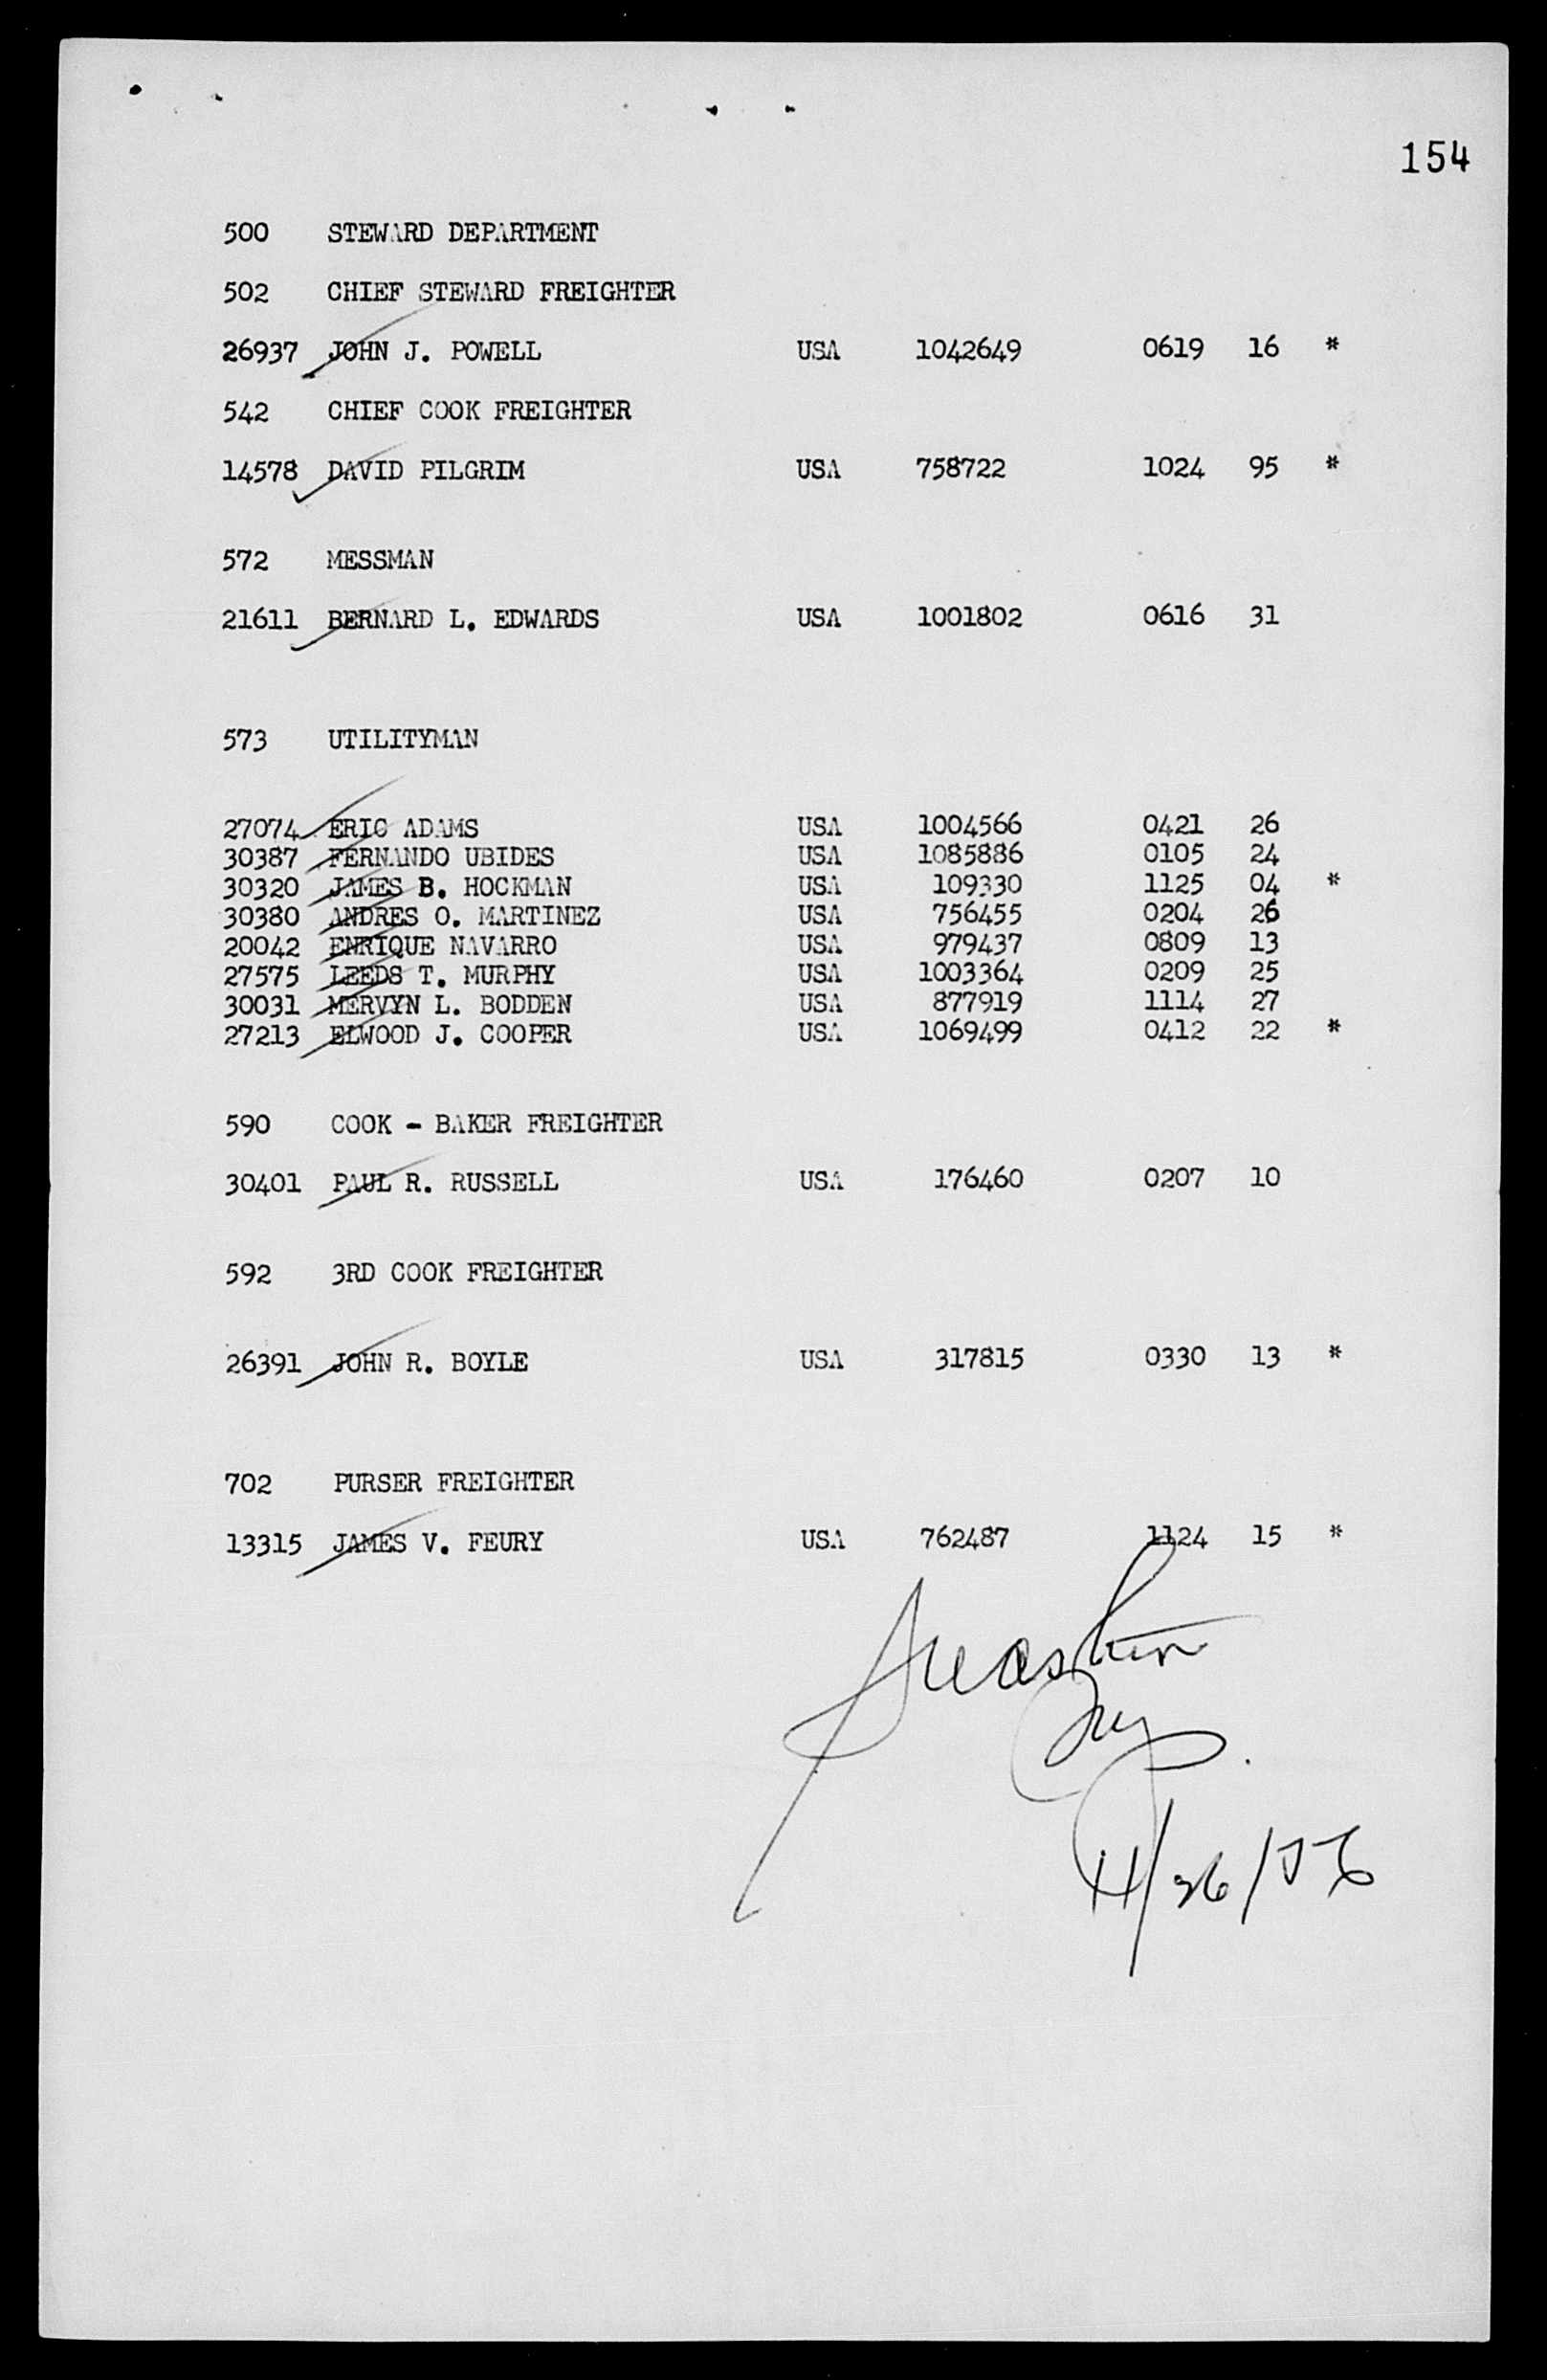 154
500 STEWARD DEPARTMENT
502 CHIEF STEWARD FREIGHTER
26937 JOHN J. POWELL USA 1042649 0619 16 *
542 CHIEF COOK FREIGHTER
14578 DAVID PILGRIM USA 758722 1024 95 *
572 MESSMAN
21611 BERNARD L. EDWARDS USA 1001802 0616 31
573 UTILITYMAN
27074 ERIC ADAMS USA 1004566 0421 26
30387 FERNANDO UBIDES USA 1085886 0105 24
30320 JAMES B. HOCKMAN USA 109330 1125 04 *
30380 ANDRES O. MARTINEZ USA 756455 0204 26
20042 ENRIQUE NAVARRO USA 979437 0809 13
27575 LEEDS T. MURPHY USA 1003364 0209 25
30031 MERVYN L. BODDEN USA 877919 1114 27
27213 ELWOOD J. COOPER USA 1069499 0412 22 *
590 COOK - BAKER FREIGHTER
30401 PAUL R. RUSSELL USA 176460 0207 10
592 3RD COOK FREIGHTER
26391 JOHN R. BOYLE USA 317815 0330 13 *
702 PURSER FREIGHTER
13315 JAMES V. FEURY USA 762487 1124 15 *
11/26/56